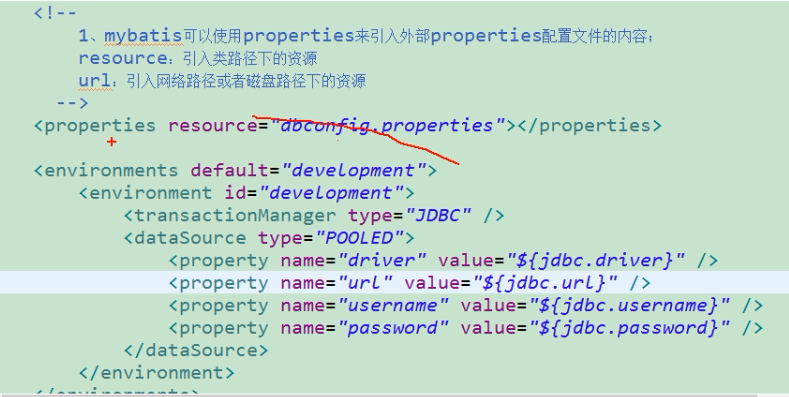 <!--
1、mybatis可以使用properties来引入外部properties配置文件的内容；
resource：引入类路径下的资源
url：引入网络路径或者磁盘路径下的资源
-->
<properties resource="dbconfig.properties"></properties>
<environments default="development">
<environment id="development">
<transactionManager type="JDBC" />
<dataSource type="POOLED">
<property name="driver" value="${jdbc.driver}" />
<property name="url" value="${jdbc.url}" />
<property name="username" value="${jdbc.username}" />
<property name="password" value="${jdbc.password}" />
</dataSource>
</environment>